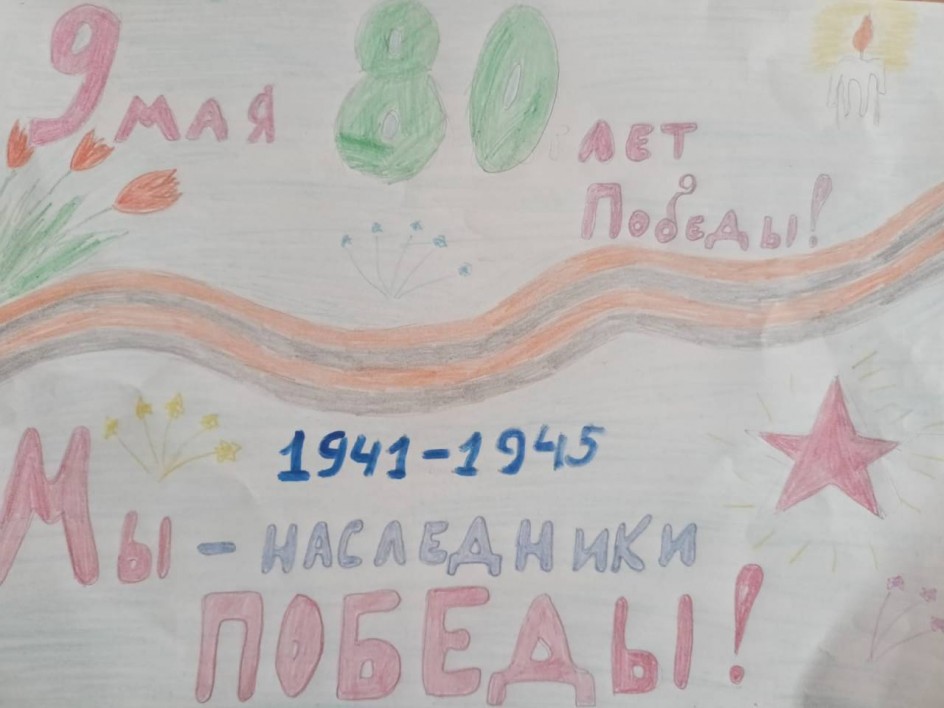 9 мая 80 лет
Победы!
1941-1945
Мы - наследники
ПОБЕДЫ!